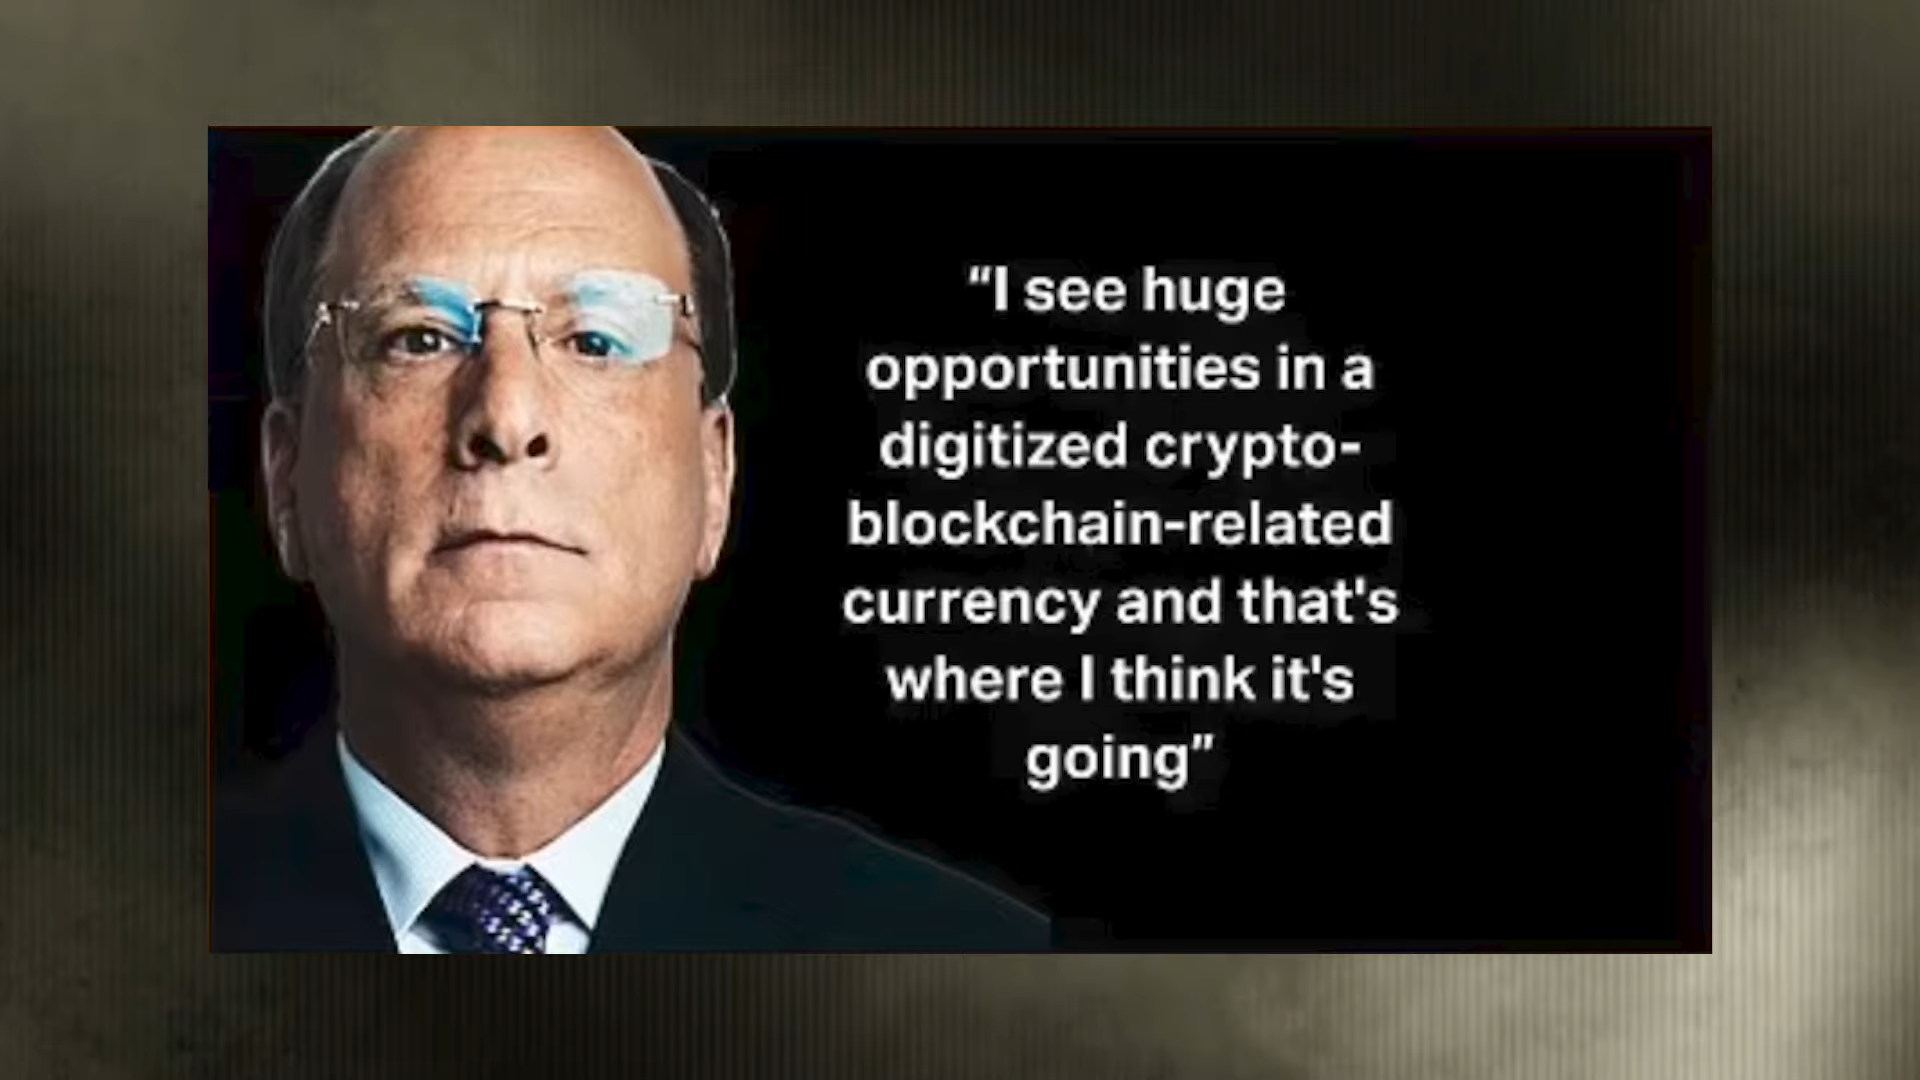 “I see huge
opportunities in a
digitized crypto-
blockchain-related
currency and that's
where I think it's
going”